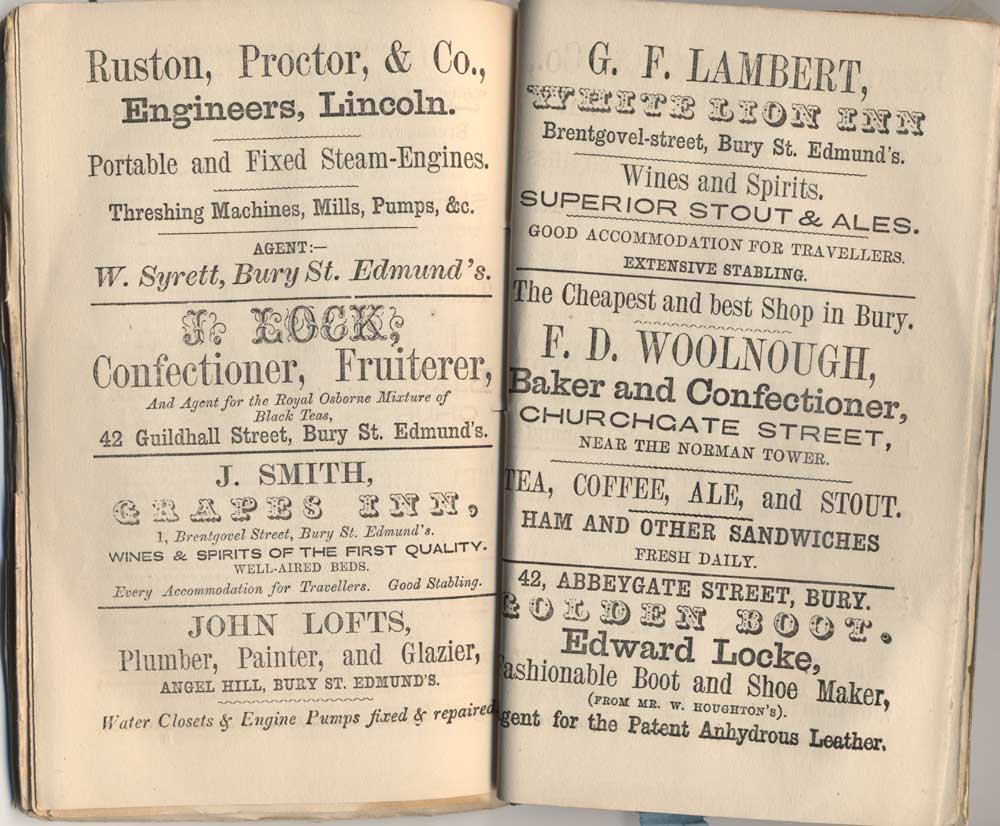 Ruston, Proctor, & Co.,
Engineers, Lincoln.
Portable and Fixed Steam-Engines.
Threshing Machines, Mills, Pumps, &c.
AGENT:—
W. Syrett, Bury St. Edmund's.
J. LOCK,
Confectioner, Fruiterer,
And Agent for the Royal Osborne Mixture of
Black Teas,
42 Guildhall Street, Bury St. Edmund's.
J. SMITH,
GRAPES INN,
1, Brentgovel Street, Bury St. Edmund's.
WINES & SPIRITS OF THE FIRST QUALITY.
WELL-AIRED BEDS.
Every Accommodation for Travellers. Good Stabling.
JOHN LOFTS,
Plumber, Painter, and Glazier,
ANGEL HILL, BURY ST. EDMUND'S.
Water Closets & Engine Pumps fixed & repaired
G. F. LAMBERT,
WHITE LION INN
Brentgovel-street, Bury St. Edmund's.
Wines and Spirits.
SUPERIOR STOUT & ALES.
GOOD ACCOMMODATION FOR TRAVELLERS.
EXTENSIVE STABLING.
The Cheapest and best Shop in Bury.
F. D. WOOLNOUGH,
Baker and Confectioner,
CHURCHGATE STREET,
NEAR THE NORMAN TOWER.
TEA, COFFEE, ALE, and STOUT.
HAM AND OTHER SANDWICHES
FRESH DAILY.
42, ABBEYGATE STREET, BURY.
GOLDEN BOOT.
Edward Locke,
Fashionable Boot and Shoe Maker,
(FROM MR. W. HOUGHTON'S).
Agent for the Patent Anhydrous Leather.